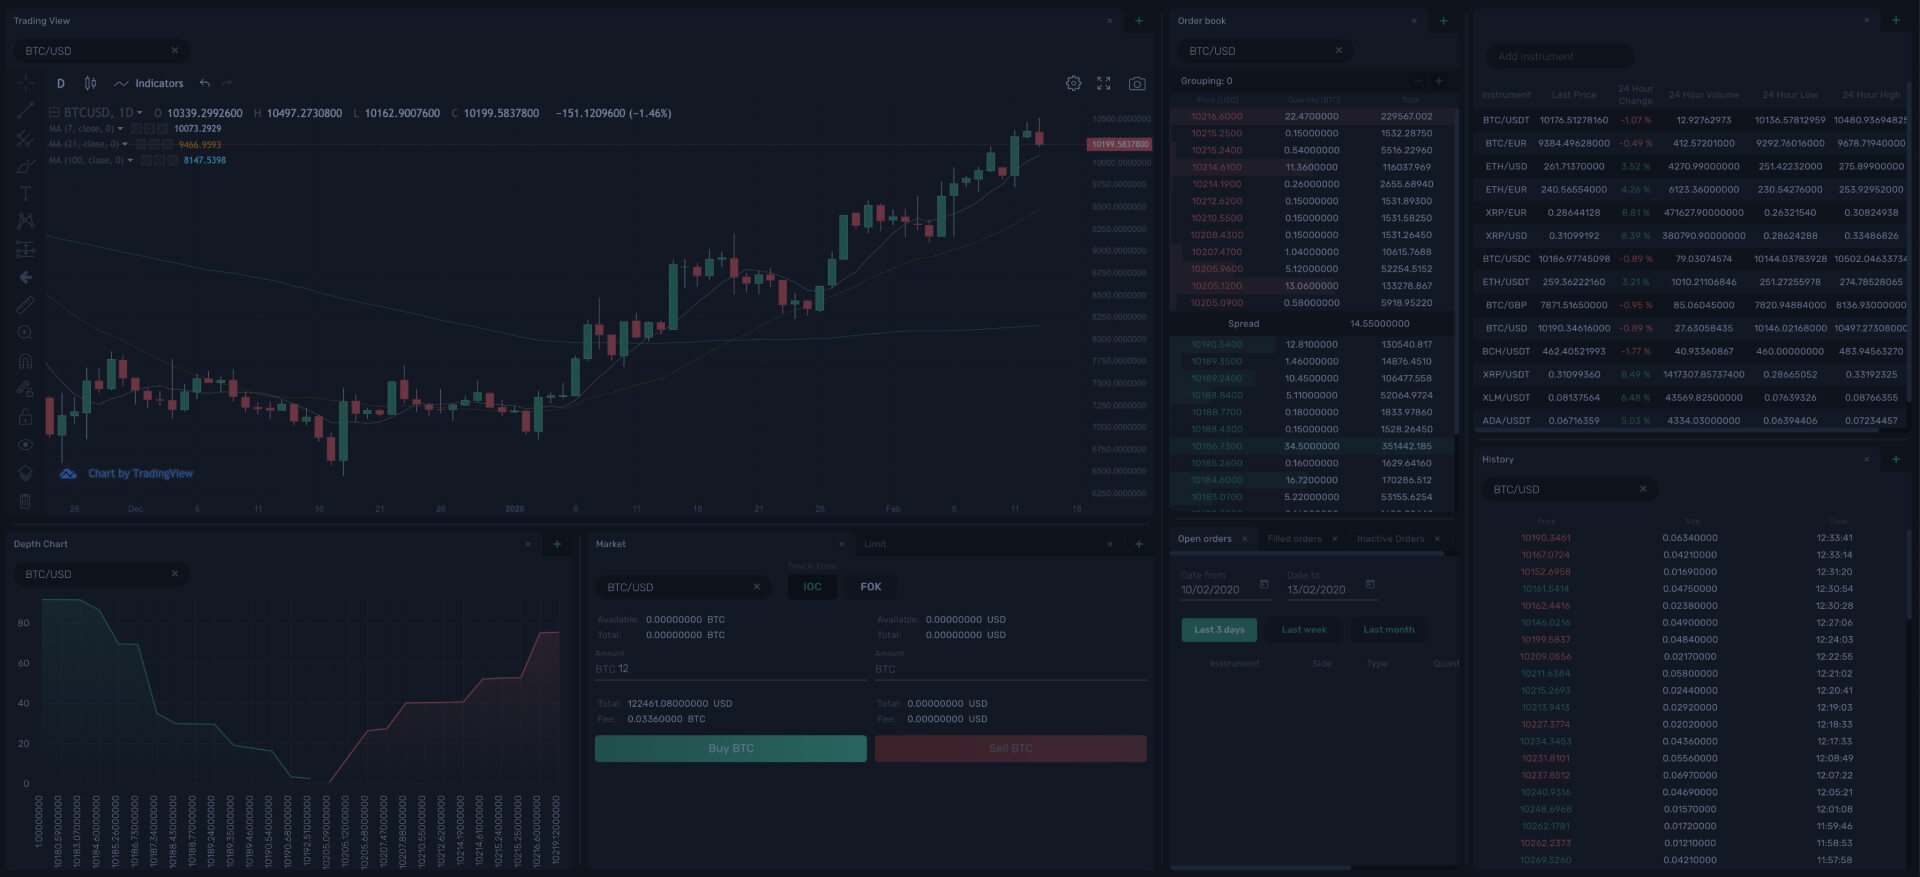 Trading View
BTC/USD
D Indicators
BTCUSD, 1D O 10339.2992600 H 10497.2730800 L 10162.9007600 C 10199.5837800 −151.1209600 (−1.46%)
MA (7, close, 0) 10073.2929
MA (21, close, 0) 9466.9593
MA (100, close, 0) 8147.5398
10500.0000000
10199.5837800
10000.0000000
9750.0000000
9500.0000000
9250.0000000
9000.0000000
8750.0000000
8500.0000000
8250.0000000
8000.0000000
7750.0000000
7500.0000000
7250.0000000
7000.0000000
6750.0000000
6500.0000000
6250.0000000
Chart by TradingView
26 Dec 6 11 16 21 26 2020 6 11 16 21 26 Feb 6 11 16
Order book
BTC/USD
Grouping: 0
Price (USD) Quantity (BTC) Total
10216.6000 22.4700000 229567.002
10215.2500 0.15000000 1532.28750
10215.2400 0.54000000 5516.22960
10214.6100 11.3600000 116037.969
10214.1900 0.26000000 2655.68940
10212.6200 0.15000000 1531.89300
10210.5500 0.15000000 1531.58250
10208.4300 0.15000000 1531.26450
10207.4700 1.04000000 10615.7688
10205.9600 5.12000000 52254.5152
10205.1200 13.0600000 133278.867
10205.0900 0.58000000 5918.95220
Spread 14.55000000
10190.5400 12.8100000 130540.817
10189.3500 1.46000000 14876.4510
10189.2400 10.4500000 106477.558
10188.8400 5.11000000 52064.9724
10188.7700 0.18000000 1833.97860
10188.4300 0.15000000 1528.26450
10186.7300 34.5000000 351442.185
10185.2600 0.16000000 1629.64160
10184.6000 16.7200000 170286.512
10183.0700 5.22000000 53155.6254
Add instrument
Instrument Last Price 24 Hour Change 24 Hour Volume 24 Hour Low 24 Hour High
BTC/USDT 10176.51278160 -1.07 % 12.92762973 10136.57812959 10480.93694825
BTC/EUR 9384.49628000 -0.49 % 412.57201000 9292.76016000 9678.71940000
ETH/USD 261.71370000 3.52 % 4270.99000000 251.42232000 275.89900000
ETH/EUR 240.56554000 4.26 % 6123.36000000 230.54276000 253.92952000
XRP/EUR 0.28644128 8.81 % 471627.90000000 0.26321540 0.30824938
XRP/USD 0.31099192 8.39 % 380790.90000000 0.28624288 0.33486826
BTC/USDC 10186.97745098 -0.89 % 79.03074574 10144.03783928 10502.04633734
ETH/USDT 259.36222160 3.21 % 1010.21106846 251.27255978 274.78528065
BTC/GBP 7871.51650000 -0.95 % 85.06045000 7820.94884000 8136.93000000
BTC/USD 10190.34616000 -0.89 % 27.63058435 10146.02168000 10497.27308000
BCH/USDT 462.40521993 -1.77 % 40.93360867 460.00000000 483.94563270
XRP/USDT 0.31099360 8.49 % 1417307.85737400 0.28665052 0.33192325
XLM/USDT 0.08137564 6.48 % 43569.82500000 0.07639326 0.08766355
ADA/USDT 0.06716359 5.03 % 4334.03000000 0.06394406 0.07234457
Depth Chart
BTC/USD
80
60
40
20
0
1.00000000 10180.59000000 10183.07000000 10184.60000000 10185.26000000 10186.73000000 10187.34000000 10188.43000000 10188.77000000 10189.24000000 10189.35000000 10189.46000000 10190.54000000 10190.68000000 10192.51000000 10205.09000000 10205.12000000 10205.68000000 10207.47000000 10207.88000000 10210.55000000 10212.62000000 10214.19000000 10214.61000000 10215.24000000 10215.25000000 10216.60000000 10219.12000000
Market Limit
BTC/USD
Time in Force
IOC FOK
Available: 0.00000000 BTC
Total: 0.00000000 BTC
Amount
BTC 12
Total: 122461.08000000 USD
Fee: 0.03360000 BTC
Buy BTC
Available: 0.00000000 USD
Total: 0.00000000 USD
Amount
BTC
Total: 0.00000000 USD
Fee: 0.00000000 USD
Sell BTC
Open orders Filled orders Inactive Orders
Date from
10/02/2020
Date to
13/02/2020
Last 3 days Last week Last month
Instrument Side Type Quant
History
BTC/USD
Price Size Time
10190.3461 0.06340000 12:33:41
10167.0724 0.04210000 12:33:14
10152.6958 0.01690000 12:31:20
10161.5414 0.04750000 12:30:54
10162.4416 0.02380000 12:30:28
10146.0216 0.04900000 12:27:06
10199.5837 0.04840000 12:24:03
10209.0556 0.02170000 12:22:55
10211.6384 0.05800000 12:21:02
10215.2693 0.02440000 12:20:41
10213.9413 0.02920000 12:19:03
10227.3774 0.02020000 12:18:33
10234.3453 0.04360000 12:17:33
10231.8101 0.05560000 12:08:49
10237.8512 0.06970000 12:07:22
10240.9316 0.04690000 12:05:21
10248.6968 0.01570000 12:01:08
10262.1781 0.01720000 11:59:46
10262.2373 0.01210000 11:58:53
10269.5260 0.04210000 11:57:58